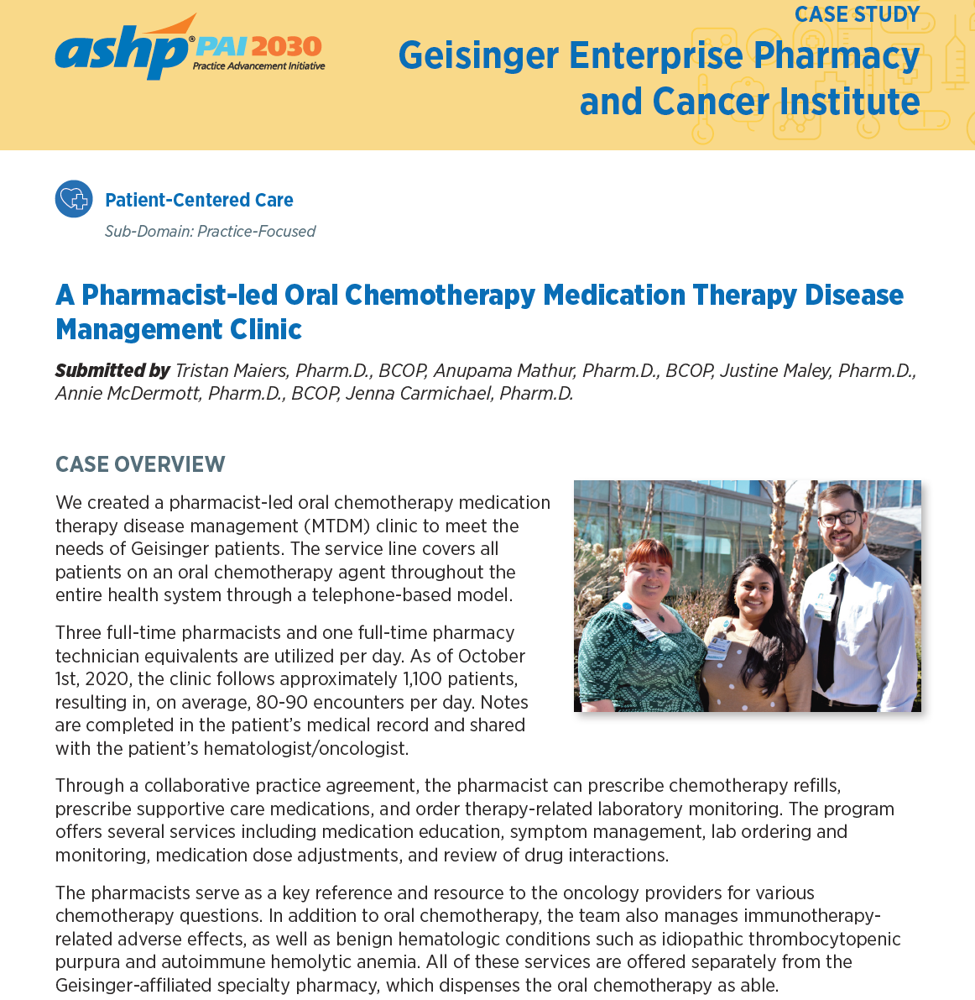 ashp® PAI 2030
Practice Advancement Initiative
CASE STUDY
Geisinger Enterprise Pharmacy
and Cancer Institute
Patient-Centered Care
Sub-Domain: Practice-Focused
A Pharmacist-led Oral Chemotherapy Medication Therapy Disease
Management Clinic
Submitted by Tristan Maiers, Pharm.D., BCOP, Anupama Mathur, Pharm.D., BCOP, Justine Maley, Pharm.D.,
Annie McDermott, Pharm.D., BCOP, Jenna Carmichael, Pharm.D.
CASE OVERVIEW
We created a pharmacist-led oral chemotherapy medication
therapy disease management (MTDM) clinic to meet the
needs of Geisinger patients. The service line covers all
patients on an oral chemotherapy agent throughout the
entire health system through a telephone-based model.
Three full-time pharmacists and one full-time pharmacy
technician equivalents are utilized per day. As of October
1st, 2020, the clinic follows approximately 1,100 patients,
resulting in, on average, 80-90 encounters per day. Notes
are completed in the patient’s medical record and shared
with the patient’s hematologist/oncologist.
Through a collaborative practice agreement, the pharmacist can prescribe chemotherapy refills,
prescribe supportive care medications, and order therapy-related laboratory monitoring. The program
offers several services including medication education, symptom management, lab ordering and
monitoring, medication dose adjustments, and review of drug interactions.
The pharmacists serve as a key reference and resource to the oncology providers for various
chemotherapy questions. In addition to oral chemotherapy, the team also manages immunotherapy-
related adverse effects, as well as benign hematologic conditions such as idiopathic thrombocytopenic
purpura and autoimmune hemolytic anemia. All of these services are offered separately from the
Geisinger-affiliated specialty pharmacy, which dispenses the oral chemotherapy as able.